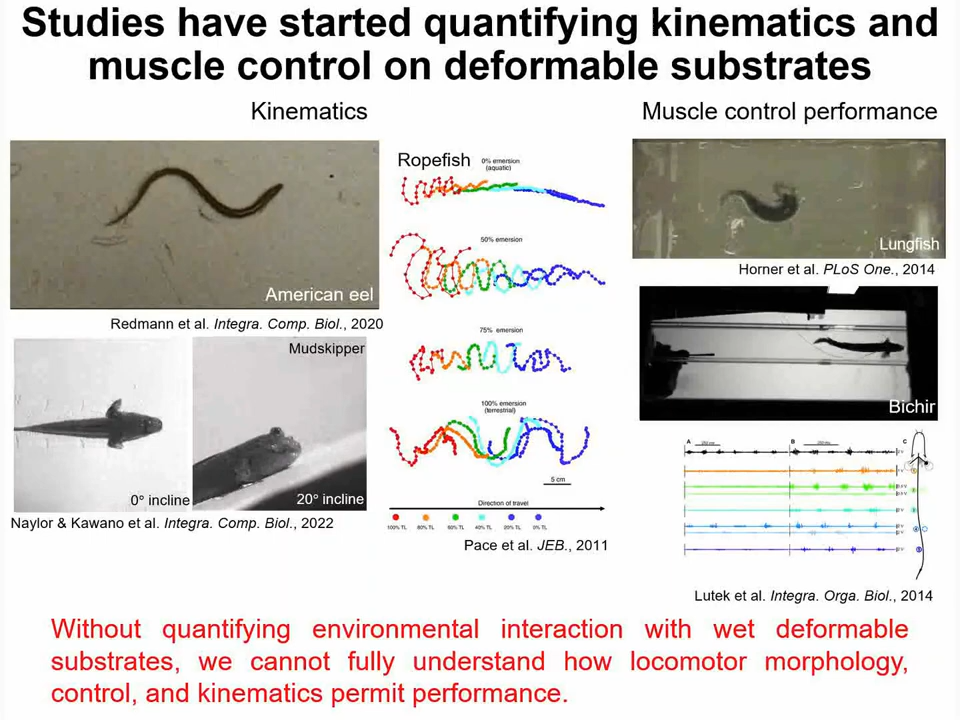 Studies have started quantifying kinematics and
muscle control on deformable substrates
Kinematics
Muscle control performance
American eel
Redmann et al. Integra. Comp. Biol., 2020
Mudskipper
0° incline
20° incline
Naylor & Kawano et al. Integra. Comp. Biol., 2022
Ropefish
0% emersion
(aquatic)
50% emersion
75% emersion
100% emersion
(terrestrial)
5 cm
Direction of travel
100% TL 80% TL 60% TL 40% TL 20% TL 0% TL
Pace et al. JEB., 2011
Lungfish
Horner et al. PLoS One., 2014
Bichir
A
B
C
Lutek et al. Integra. Orga. Biol., 2014
Without quantifying environmental interaction with wet deformable
substrates, we cannot fully understand how locomotor morphology,
control, and kinematics permit performance.